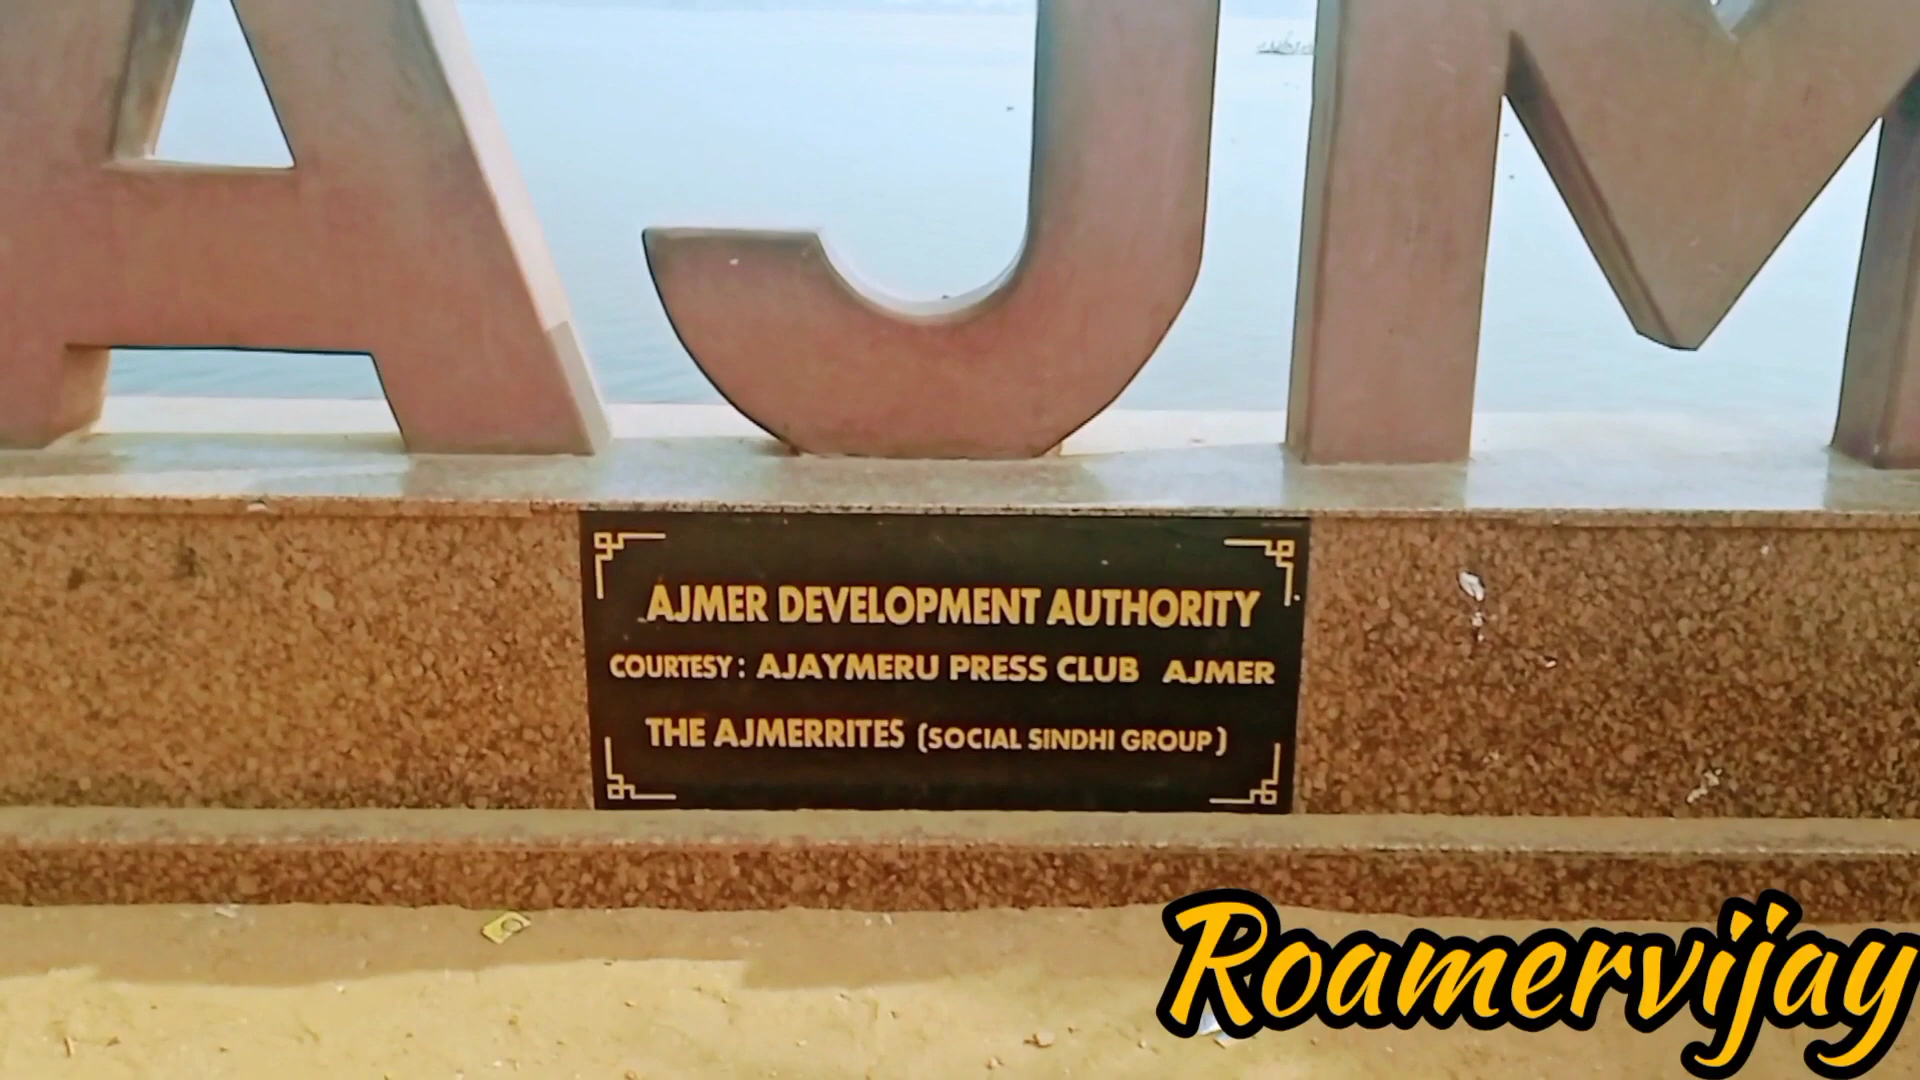 AJM
AJMER DEVELOPMENT AUTHORITY
COURTESY: AJAYMERU PRESS CLUB AJMER
THE AJMERRITES (SOCIAL SINDHI GROUP)
Roamervijay